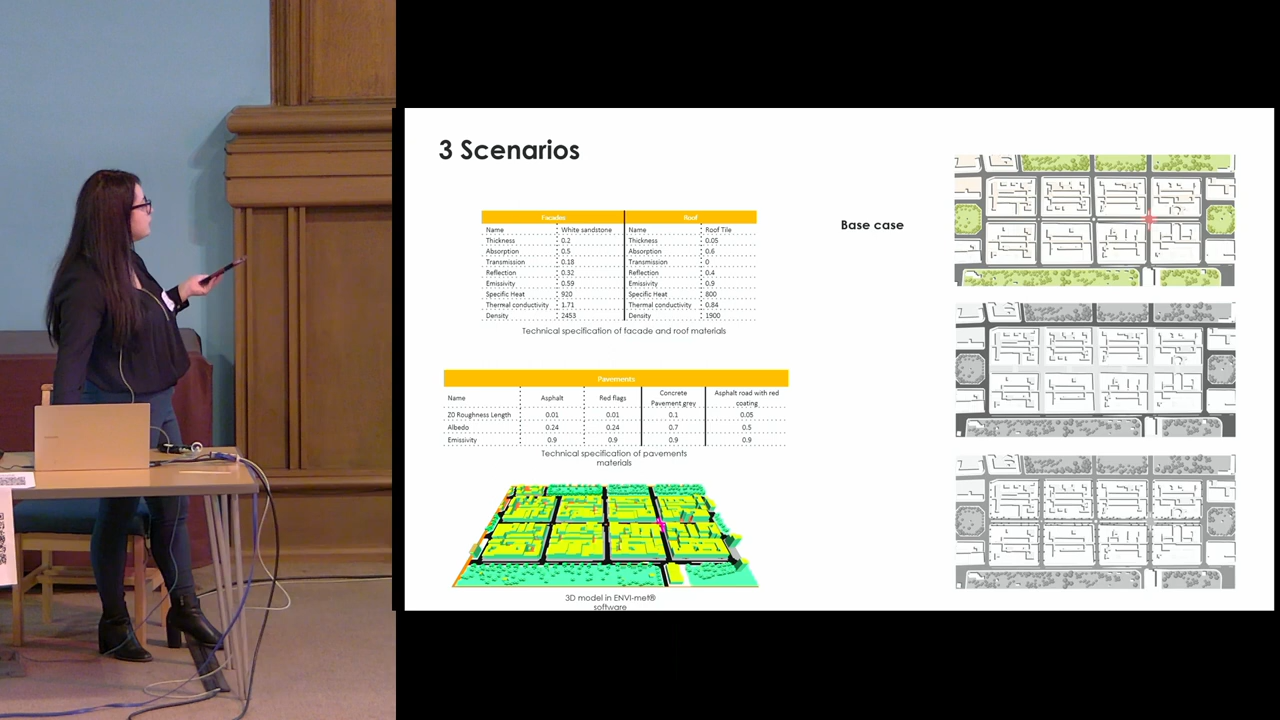 3 Scenarios
Facades Roof
Name White sandstone Name Roof Tile
Thickness 0.2 Thickness 0.05
Absorption 0.5 Absorption 0.6
Transmission 0.18 Transmission 0
Reflection 0.32 Reflection 0.4
Emissivity 0.59 Emissivity 0.9
Specific Heat 920 Specific Heat 800
Thermal conductivity 1.71 Thermal conductivity 0.84
Density 2453 Density 1900
Technical specification of facade and roof materials
Base case
Pavements
Name Asphalt Red flags Concrete Pavement grey Asphalt road with red coating
Z0 Roughness Length 0.01 0.01 0.1 0.05
Albedo 0.24 0.24 0.7 0.5
Emissivity 0.9 0.9 0.9 0.9
Technical specification of pavements
materials
3D model in ENVI-met®
software